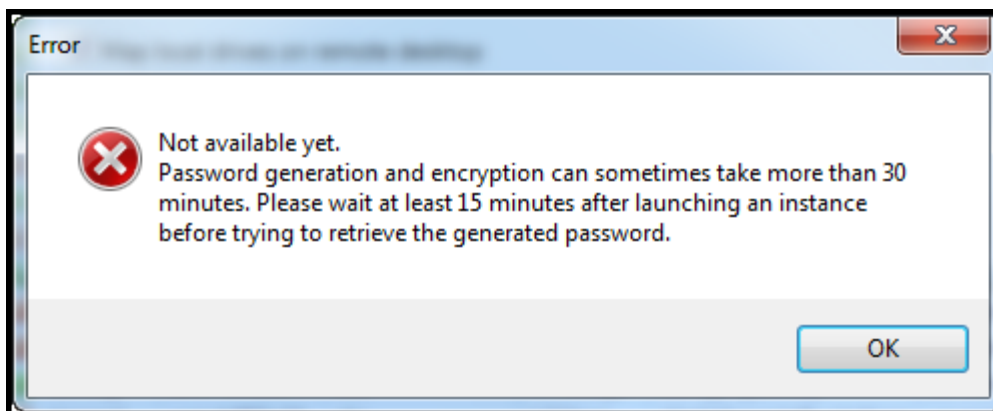 Error
Not available yet.
Password generation and encryption can sometimes take more than 30
minutes. Please wait at least 15 minutes after launching an instance
before trying to retrieve the generated password.
OK